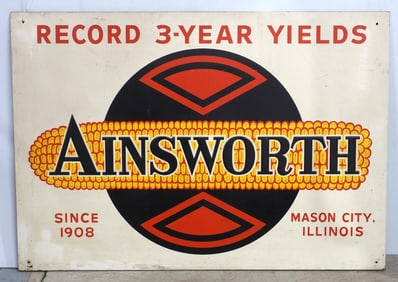 RECORD 3-YEAR YIELDS
AINSWORTH
SINCE
1908
MASON CITY,
ILLINOIS